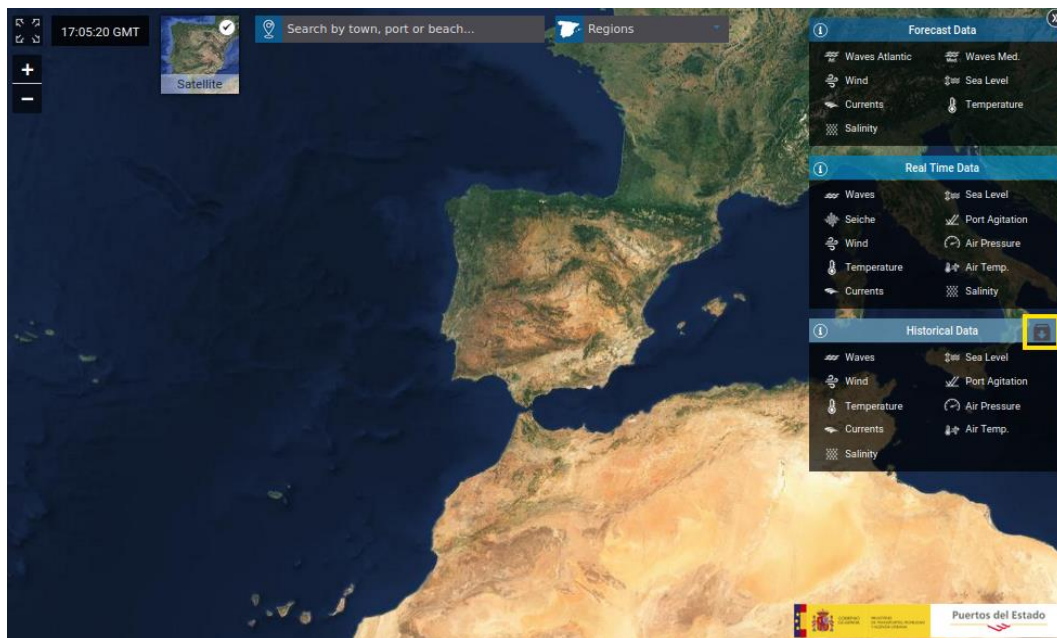 17:05:20 GMT
Satellite
Search by town, port or beach...
Regions
Forecast Data
Waves Atlantic
Waves Med.
Wind
Sea Level
Currents
Temperature
Salinity
Real Time Data
Waves
Sea Level
Seiche
Port Agitation
Wind
Air Pressure
Temperature
Air Temp.
Currents
Salinity
Historical Data
Waves
Sea Level
Wind
Port Agitation
Temperature
Air Pressure
Currents
Air Temp.
Salinity
Puertos del Estado